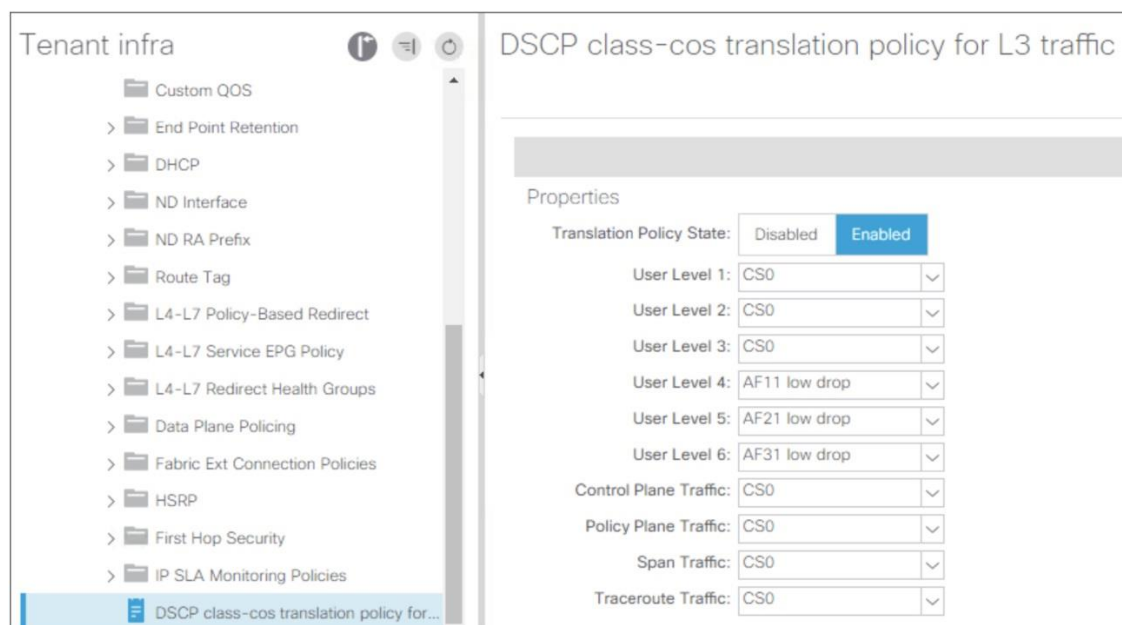 Tenant infra
Custom QOS
End Point Retention
DHCP
ND Interface
ND RA Prefix
Route Tag
L4-L7 Policy-Based Redirect
L4-L7 Service EPG Policy
L4-L7 Redirect Health Groups
Data Plane Policing
Fabric Ext Connection Policies
HSRP
First Hop Security
IP SLA Monitoring Policies
DSCP class-cos translation policy for...
DSCP class-cos translation policy for L3 traffic
Properties
Translation Policy State: Disabled Enabled
User Level 1: CS0
User Level 2: CS0
User Level 3: CS0
User Level 4: AF11 low drop
User Level 5: AF21 low drop
User Level 6: AF31 low drop
Control Plane Traffic: CS0
Policy Plane Traffic: CS0
Span Traffic: CS0
Traceroute Traffic: CS0